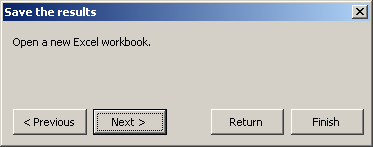 Save the results
Open a new Excel workbook.
< Previous
Next >
Return
Finish